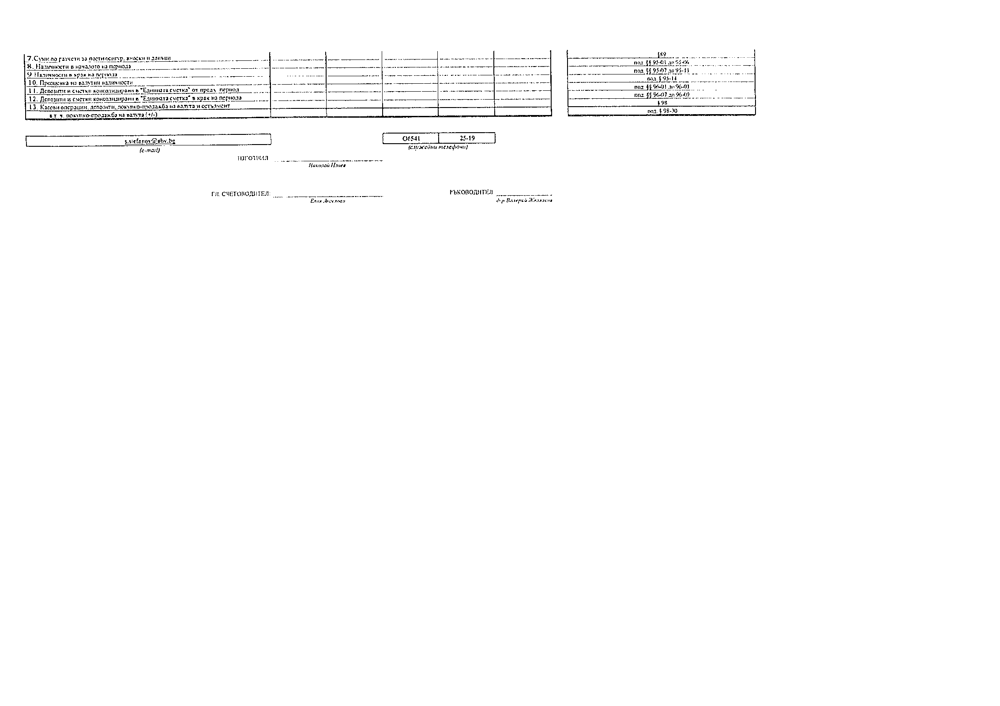 7. Суми по разчети за постъпления от осигур. вноски и данъци §89
8. Наличности в началото на периода под. §§ 95-01 до 95-06
9. Наличности в края на периода под. §§ 95-07 до 95-13
10. Преоценка на валутни наличности под. § 95-14
11. Депозити и сметки консолидирани в "Единната сметка" от предх. период под. §§ 96-01 до 96-03
12. Депозити и сметки консолидирани в "Единната сметка" в края на периода под. §§ 96-07 до 96-09
13. Касови операции, депозити, покупко-продажба на валута и сетълмент § 98
в т. ч. покупко-продажба на валута (+/-) под. § 98-30
s.stefanov@abv.bg О6541 25-19
(e-mail) (служебни телефони)
ИЗГОТВИЛ
Николай Илиев
ГЛ. СЧЕТОВОДИТЕЛ: РЪКОВОДИТЕЛ
Ангелова д-р Валерий Желязков